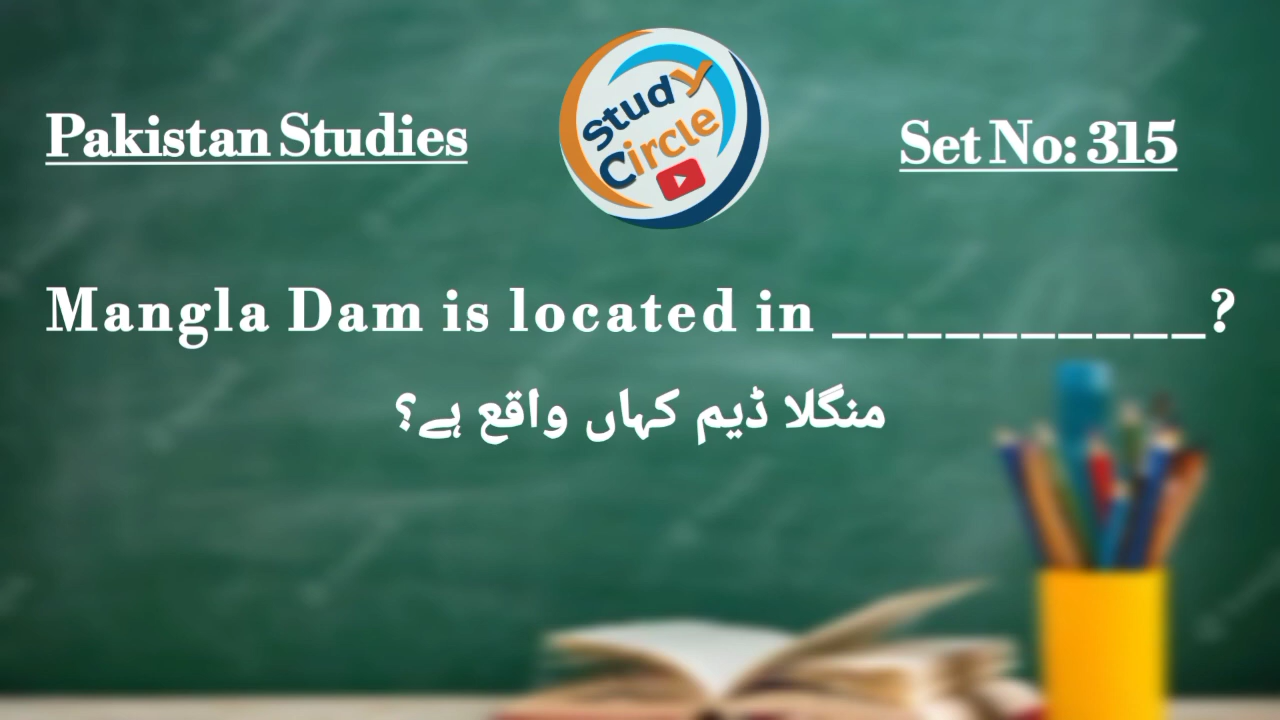 Pakistan Studies
Study
Circle
Set No: 315
Mangla Dam is located in __________?
منگلا ڈیم کہاں واقع ہے؟